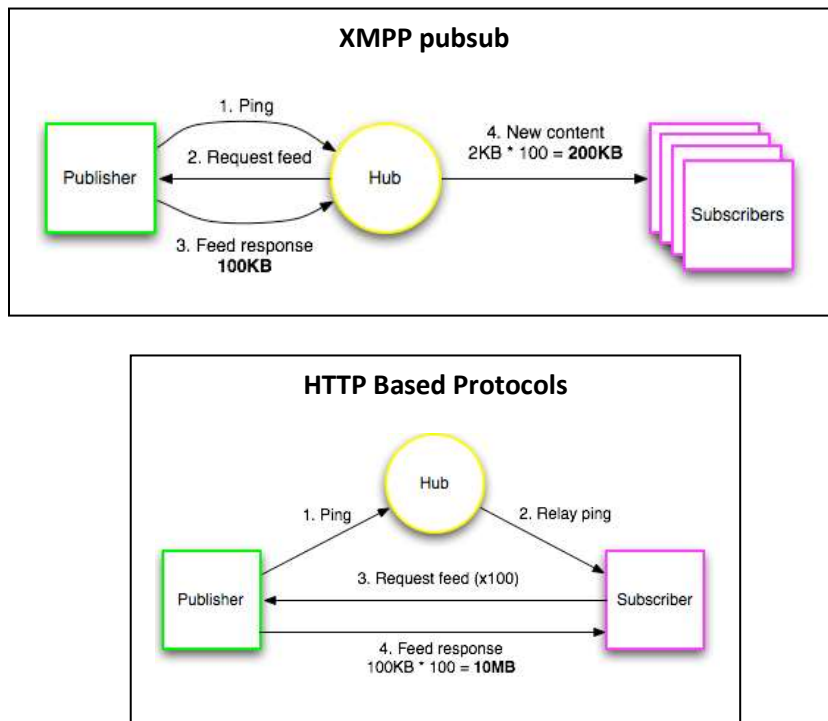 XMPP pubsub
1. Ping
2. Request feed
Publisher
Hub
3. Feed response
100KB
4. New content
2KB * 100 = 200KB
Subscribers
HTTP Based Protocols
Hub
1. Ping
2. Relay ping
3. Request feed (x100)
Publisher
Subscriber
4. Feed response
100KB * 100 = 10MB